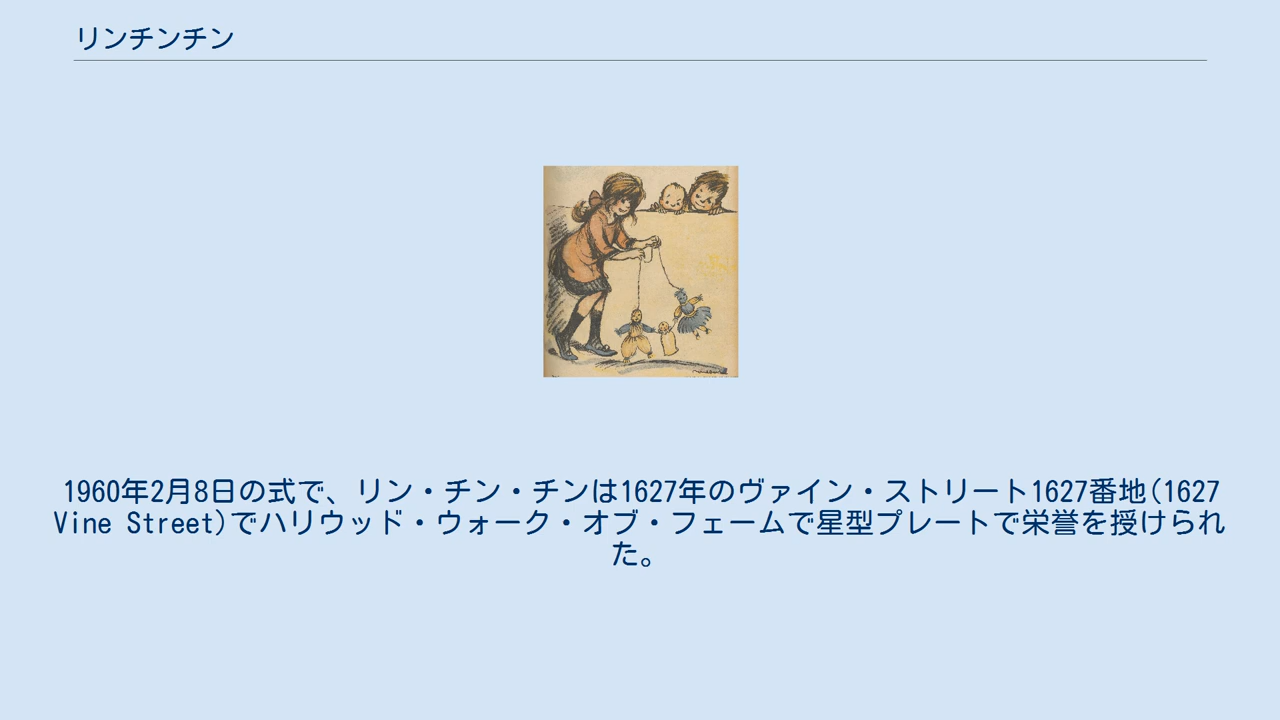 リンチンチン
1960年2月8日の式で、リン・チン・チンは1627年のヴァイン・ストリート1627番地(1627
Vine Street)でハリウッド・ウォーク・オブ・フェームで星型プレートで栄誉を授けられ
た。